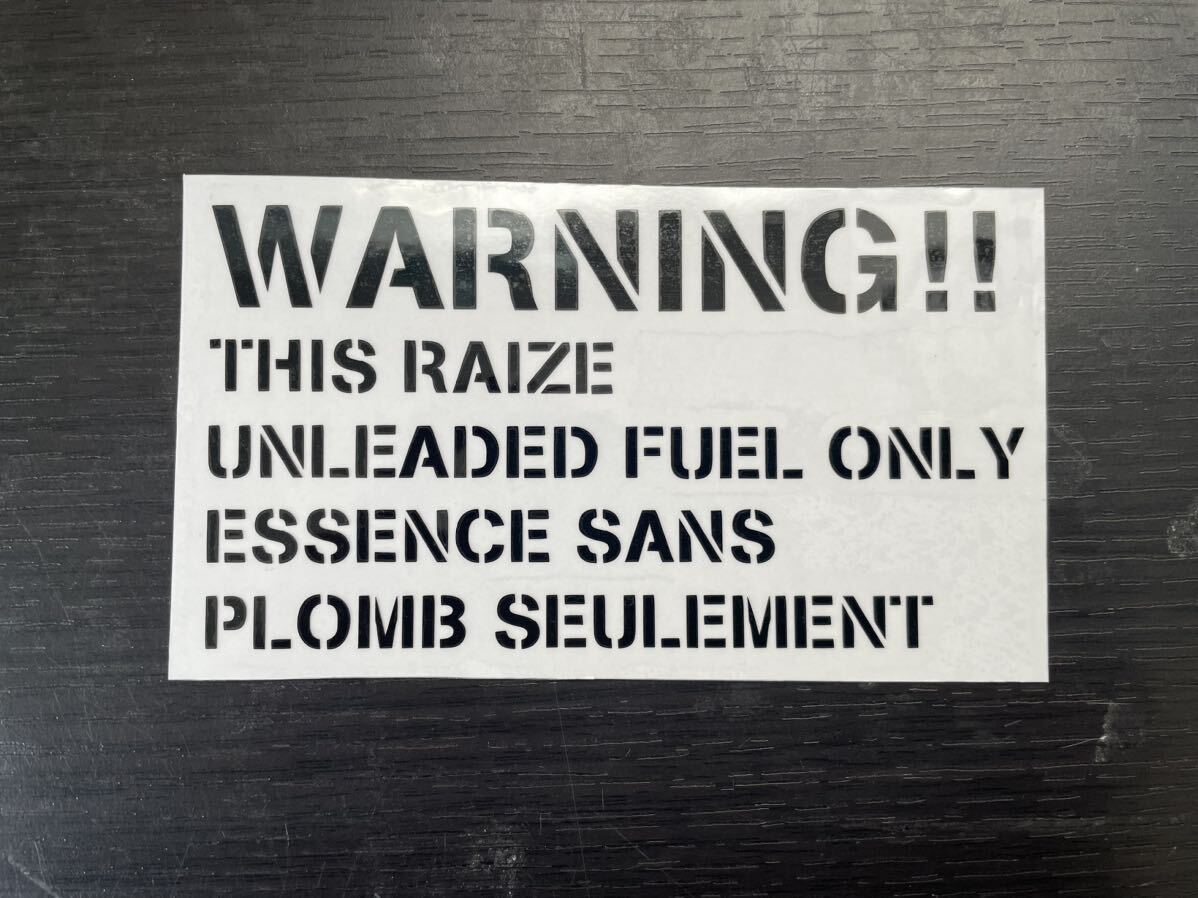 WARNING!!
THIS RAIZE
UNLEADED FUEL ONLY
ESSENCE SANS
PLOMB SEULEMENT